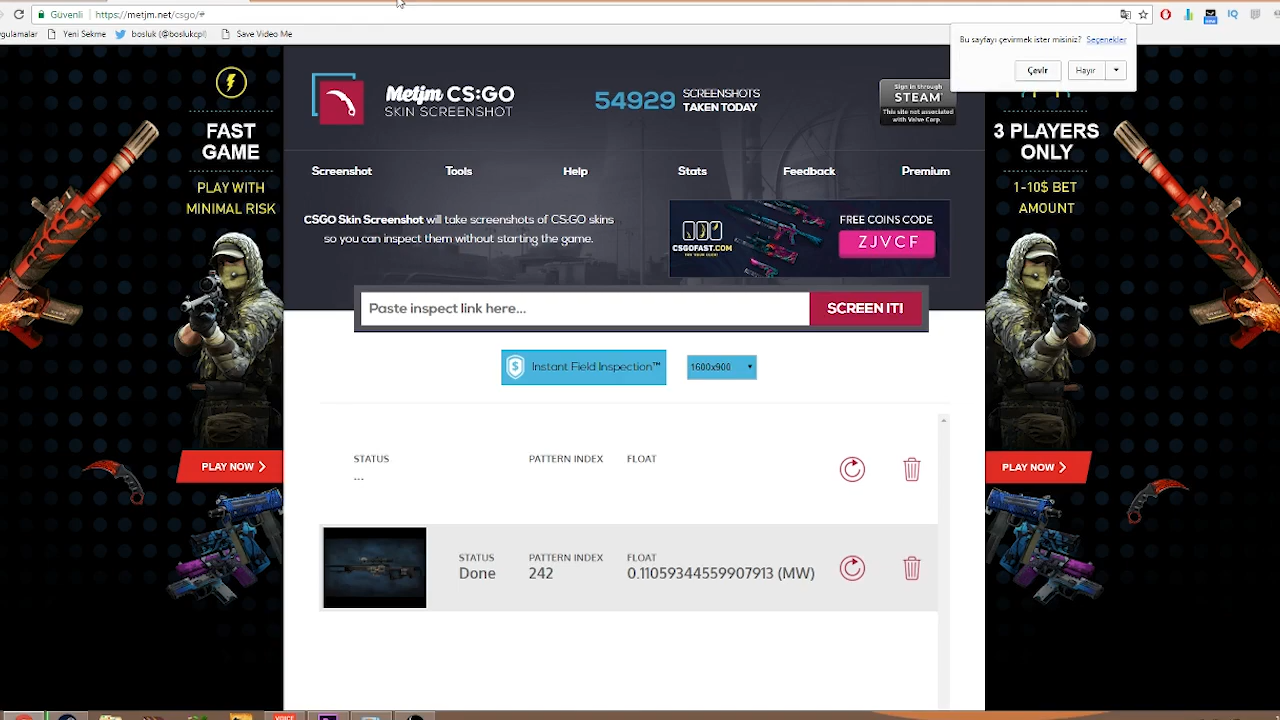 Güvenli
https://metjm.net/csgo/#
ygulamalar
Yeni Sekme
bosluk (@boslukcpl)
Save Video Me
Bu sayfayı çevirmek ister misiniz? Seçenekler
Çevir
Hayır
FAST
GAME
PLAY WITH
MINIMAL RISK
PLAY NOW
Metjm CS:GO
SKIN SCREENSHOT
54929 SCREENSHOTS
TAKEN TODAY
Sign in through
STEAM
This site not associated
with Valve Corp.
Screenshot
Tools
Help
Stats
Feedback
Premium
CSGO Skin Screenshot will take screenshots of CS:GO skins
so you can inspect them without starting the game.
CSGOFAST.COM
FREE COINS CODE
ZJVCF
Paste inspect link here...
SCREEN IT!
Instant Field Inspection™
1600x900
STATUS
PATTERN INDEX
FLOAT
...
STATUS
PATTERN INDEX
FLOAT
Done
242
0.11059344559907913 (MW)
3 PLAYERS
ONLY
1-10$ BET
AMOUNT
PLAY NOW